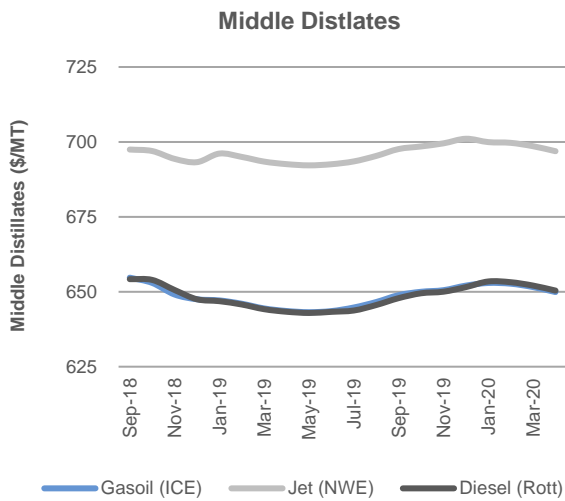 Middle Distlates
Middle Distillates ($/MT)
725
700
675
650
625
Sep-18
Nov-18
Jan-19
Mar-19
May-19
Jul-19
Sep-19
Nov-19
Jan-20
Mar-20
Gasoil (ICE)
Jet (NWE)
Diesel (Rott)